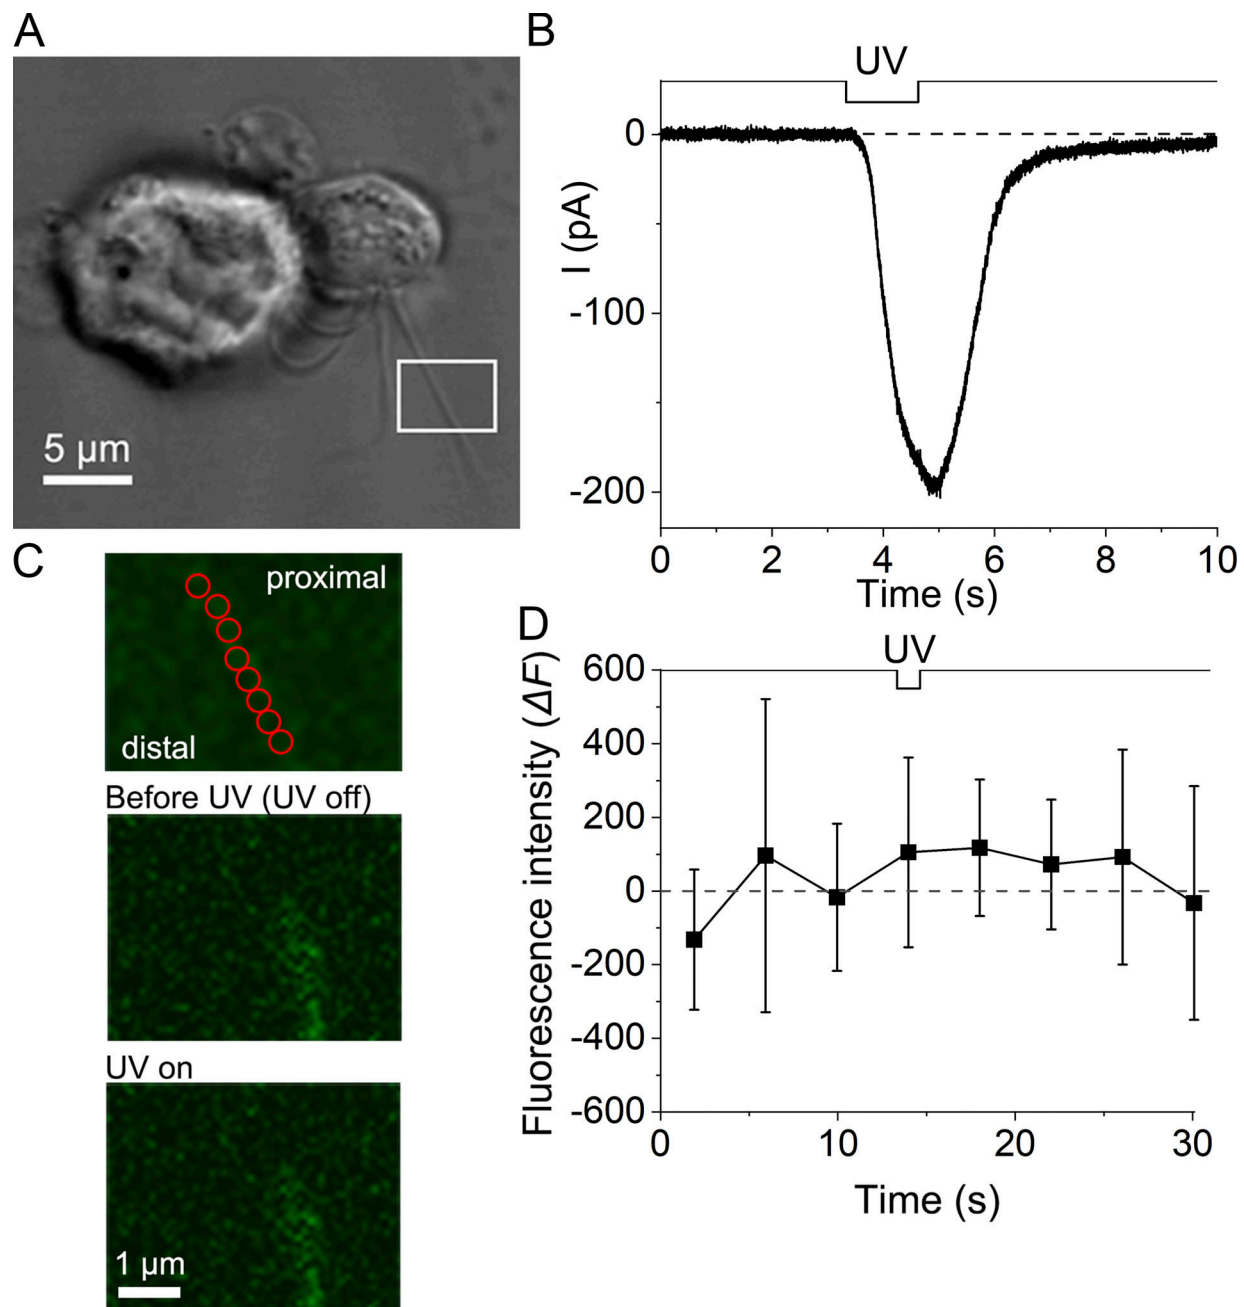 A
5 μm
B
UV
0
-100
-200
I (pA)
0 2 4 6 8 10
Time (s)
C
proximal
distal
Before UV (UV off)
UV on
1 μm
D
UV
600
400
200
0
-200
-400
-600
Fluorescence intensity (ΔF)
0 10 20 30
Time (s)